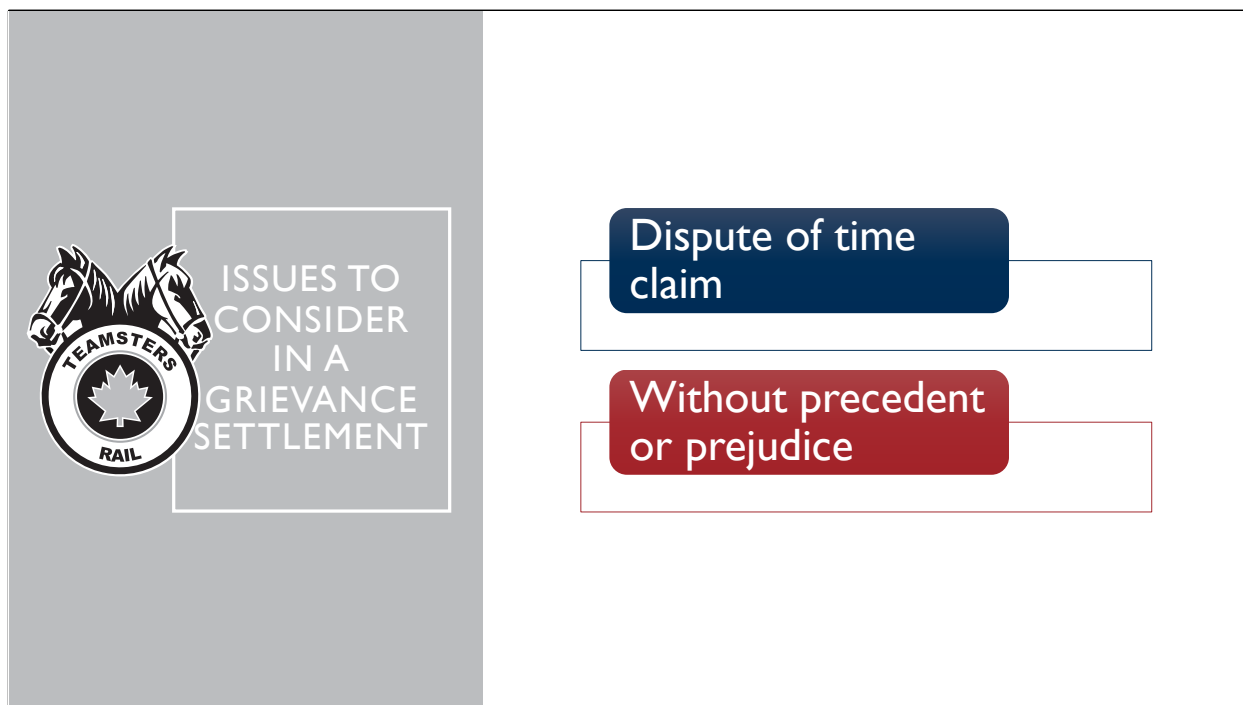 TEAMSTERS
RAIL
ISSUES TO
CONSIDER
IN A
GRIEVANCE
SETTLEMENT
Dispute of time
claim
Without precedent
or prejudice